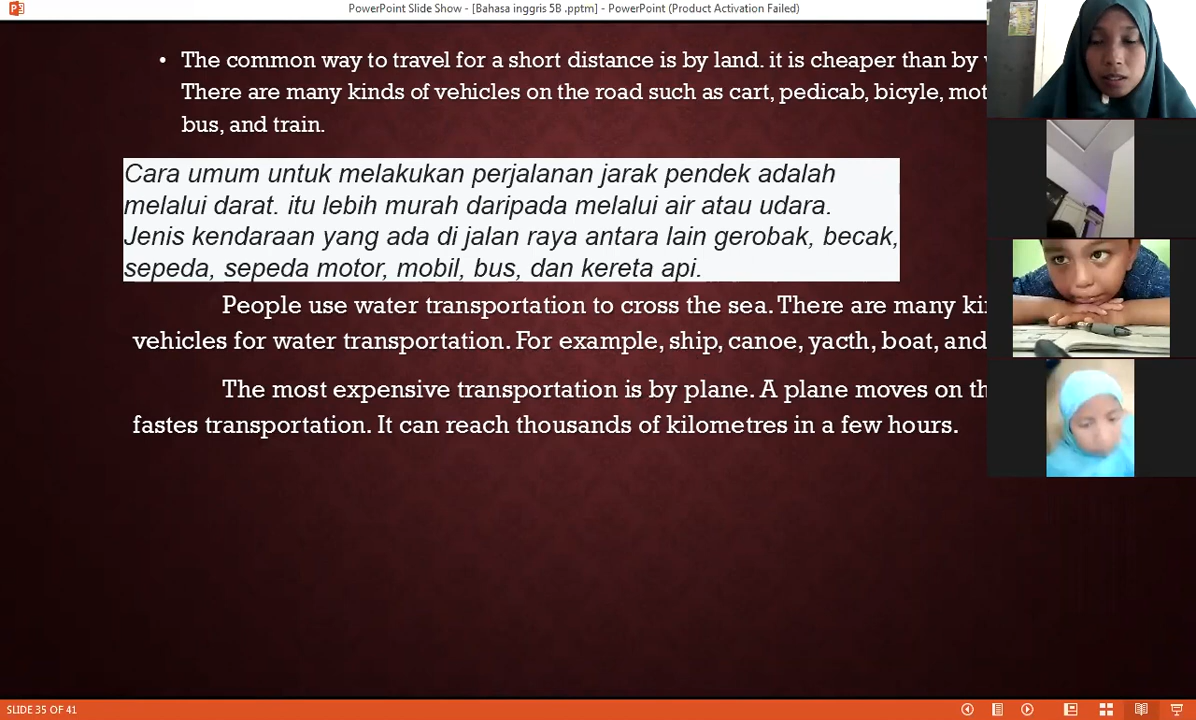 PowerPoint Slide Show - [Bahasa inggris 5B .pptm] - PowerPoint (Product Activation Failed)
• The common way to travel for a short distance is by land. it is cheaper than by
There are many kinds of vehicles on the road such as cart, pedicab, bicyle,
bus, and train.
Cara umum untuk melakukan perjalanan jarak pendek adalah
melalui darat. itu lebih murah daripada melalui air atau udara.
Jenis kendaraan yang ada di jalan raya antara lain gerobak, becak,
sepeda, sepeda motor, mobil, bus, dan kereta api.
People use water transportation to cross the sea. There are many
vehicles for water transportation. For example, ship, canoe, yacth, boat, and
The most expensive transportation is by plane. A plane moves on
fastes transportation. It can reach thousands of kilometres in a few hours.
SLIDE 35 OF 41